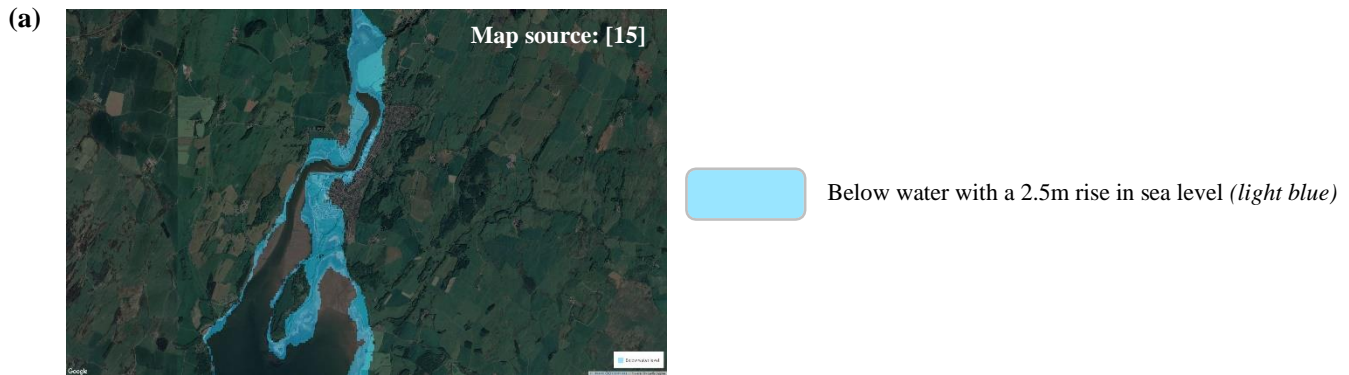 (a)
Map source: [15]
Below water with a 2.5m rise in sea level (light blue)
Google